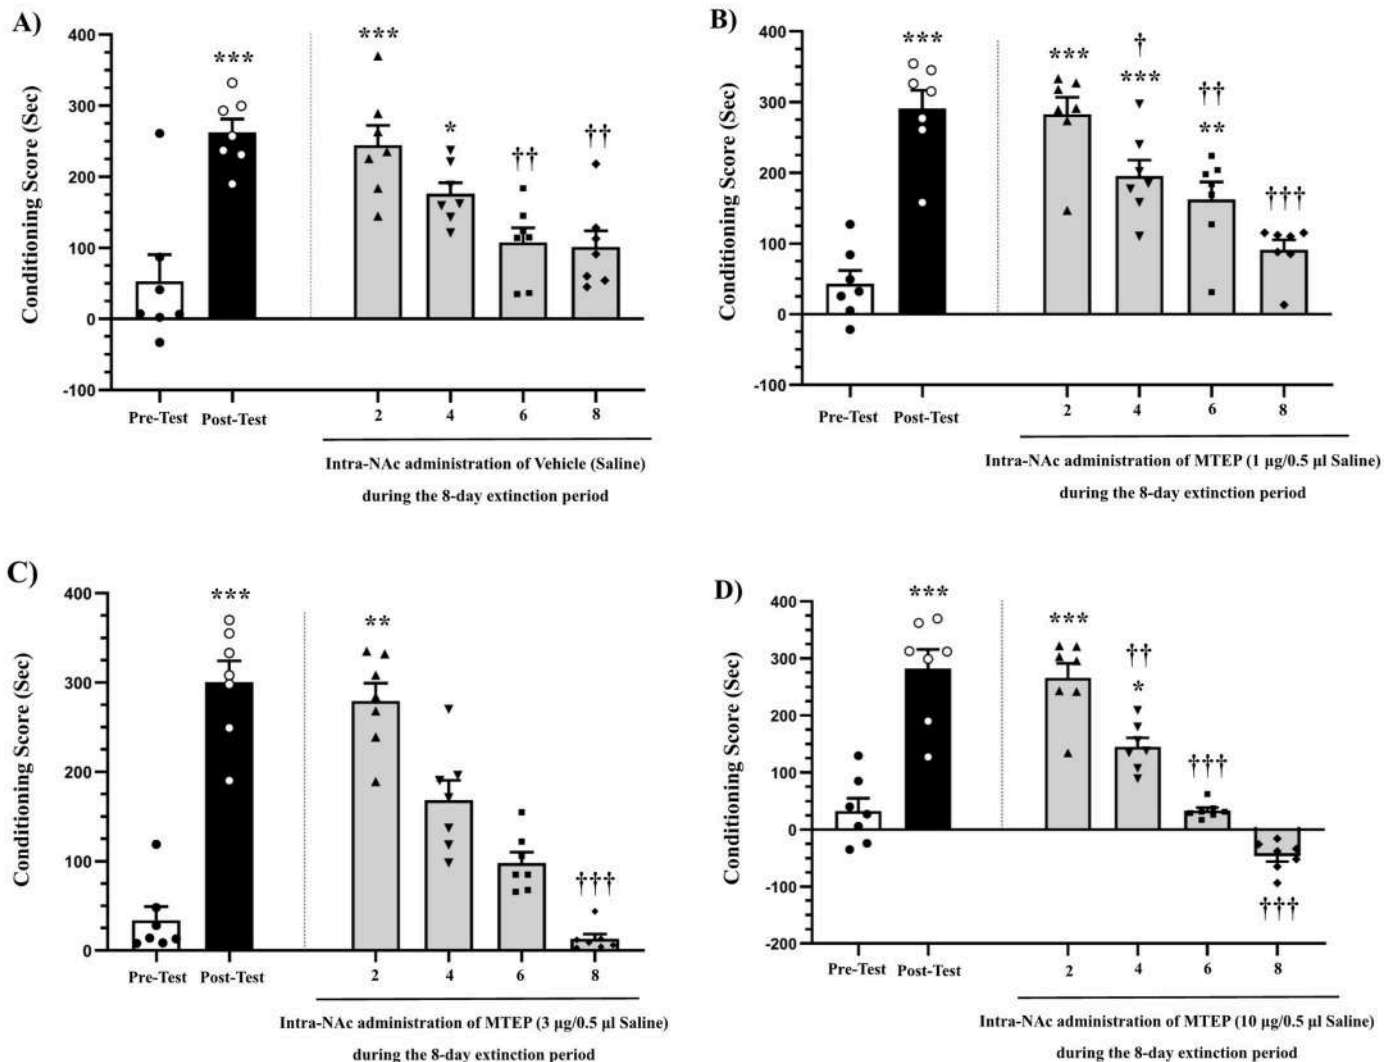 A)
Conditioning Score (Sec)
400
300
200
100
0
-100
***
***
*
††
††
Pre-Test
Post-Test
2
4
6
8
Intra-NAc administration of Vehicle (Saline)
during the 8-day extinction period
B)
Conditioning Score (Sec)
400
300
200
100
0
-100
***
***
†
***
††
**
†††
Pre-Test
Post-Test
2
4
6
8
Intra-NAc administration of MTEP (1 µg/0.5 µl Saline)
during the 8-day extinction period
C)
Conditioning Score (Sec)
400
300
200
100
0
***
**
†††
Pre-Test
Post-Test
2
4
6
8
Intra-NAc administration of MTEP (3 µg/0.5 µl Saline)
during the 8-day extinction period
D)
Conditioning Score (Sec)
400
300
200
100
0
-100
-200
***
***
††
*
†††
†††
Pre-Test
Post-Test
2
4
6
8
Intra-NAc administration of MTEP (10 µg/0.5 µl Saline)
during the 8-day extinction period